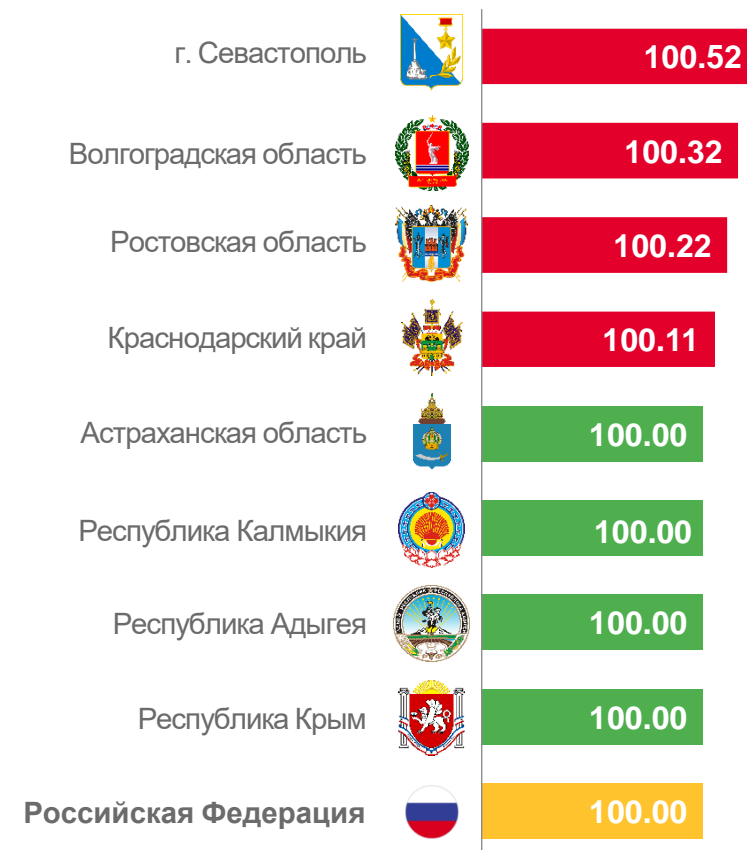 г. Севастополь 100.52
Волгоградская область 100.32
Ростовская область 100.22
Краснодарский край 100.11
Астраханская область 100.00
Республика Калмыкия 100.00
Республика Адыгея 100.00
Республика Крым 100.00
Российская Федерация 100.00